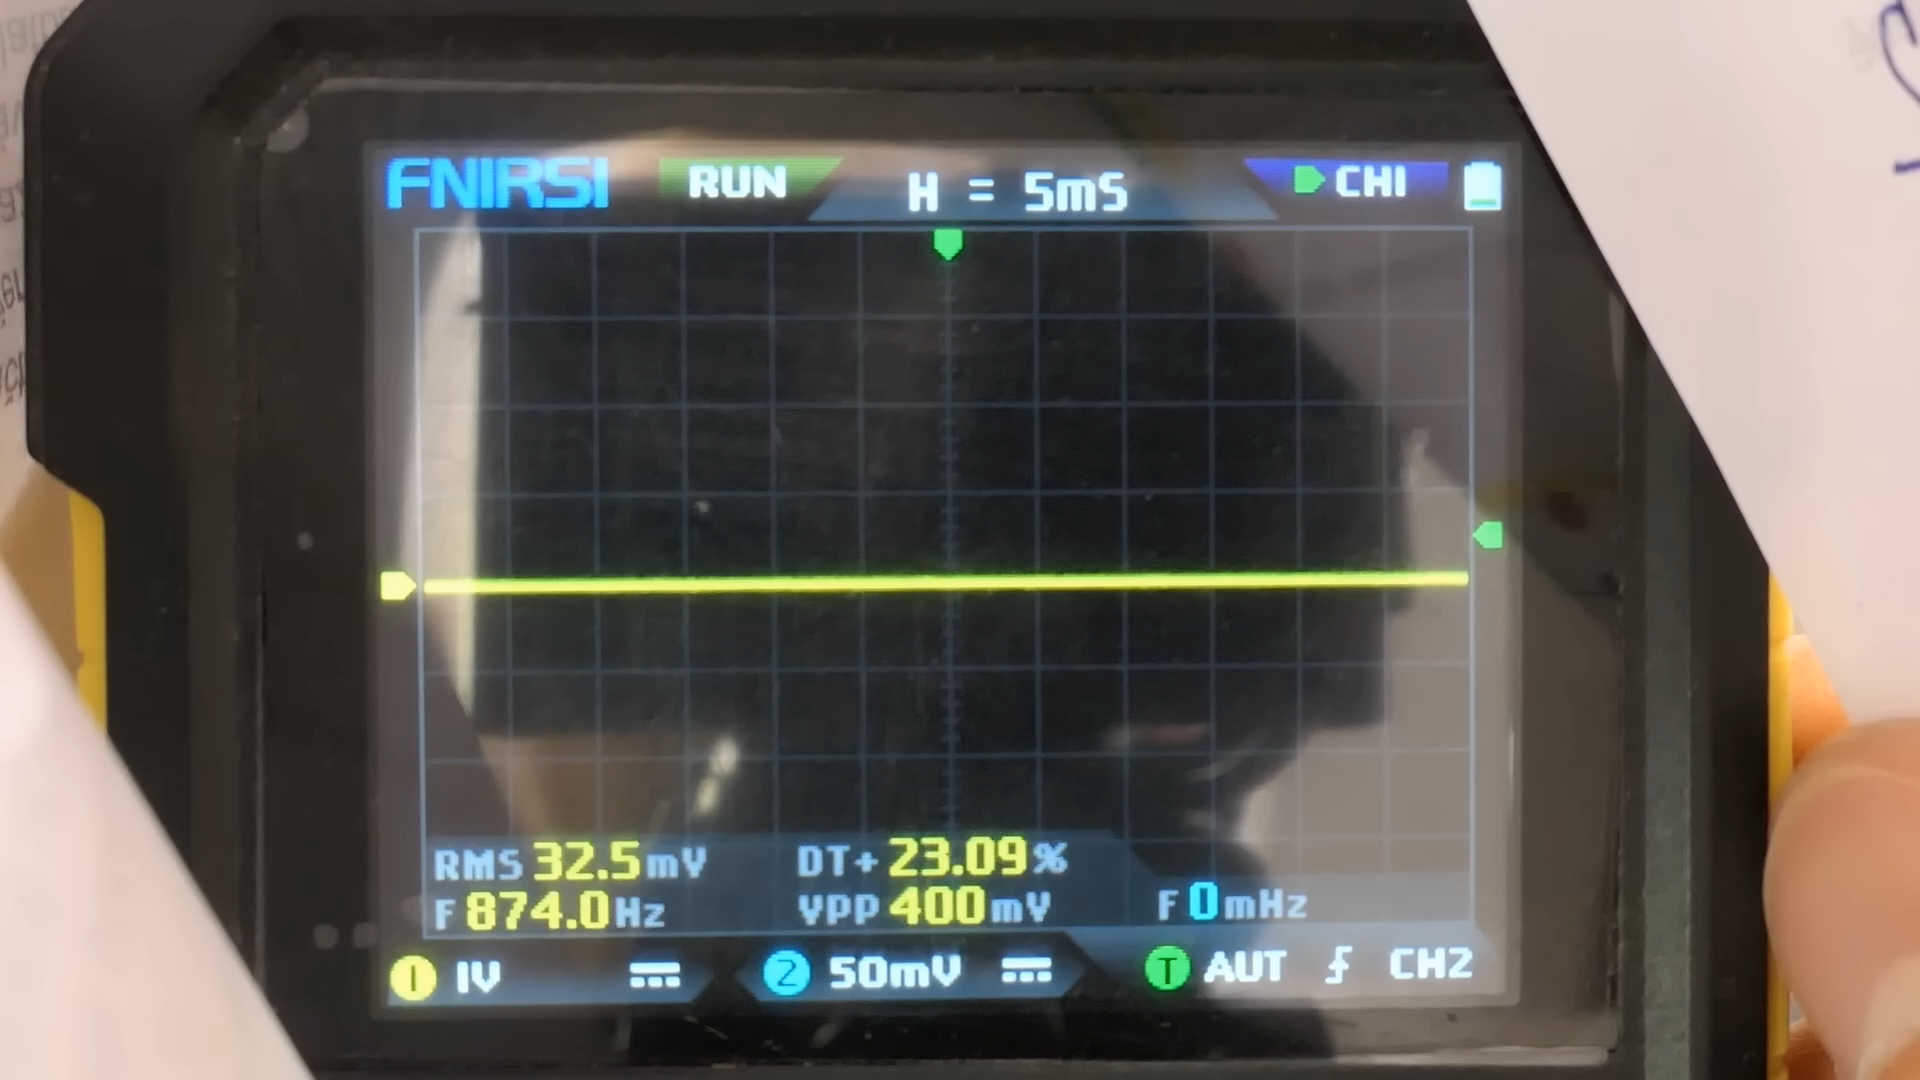 FNIRSI RUN H = 5mS CH1
RMS 32.5mV DT+ 23.09%
F 874.0Hz VPP 400mV F 0mHz
1 1V 2 50mV T AUT CH2